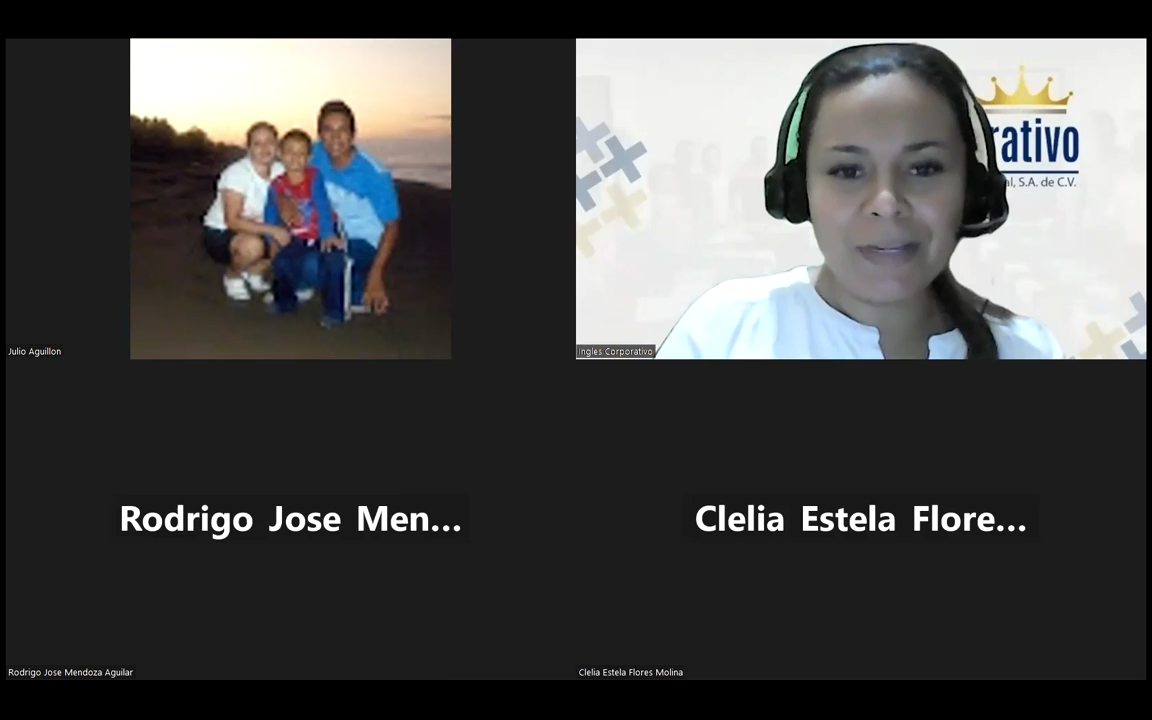 rativo
l, S.A. de C.V.
Julio Aguillon
Ingles Corporativo
Rodrigo Jose Men...
Clelia Estela Flore...
Rodrigo Jose Mendoza Aguilar
Clelia Estela Flores Molina